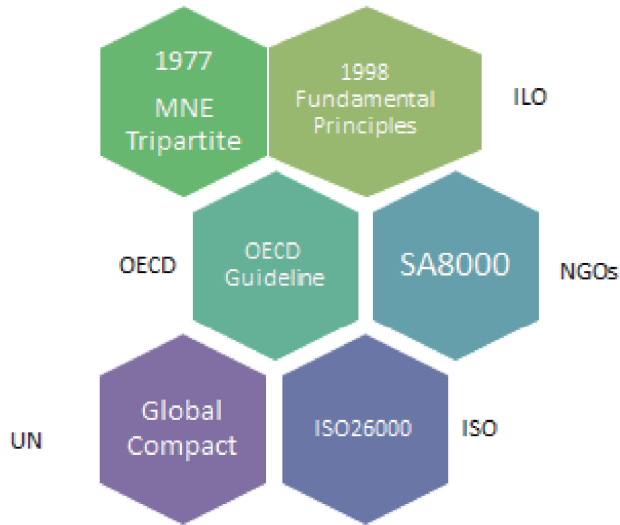 1977
MNE
Tripartite
1998
Fundamental
Principles
ILO
OECD
OECD
Guideline
SA8000
NGOs
UN
Global
Compact
ISO26000
ISO